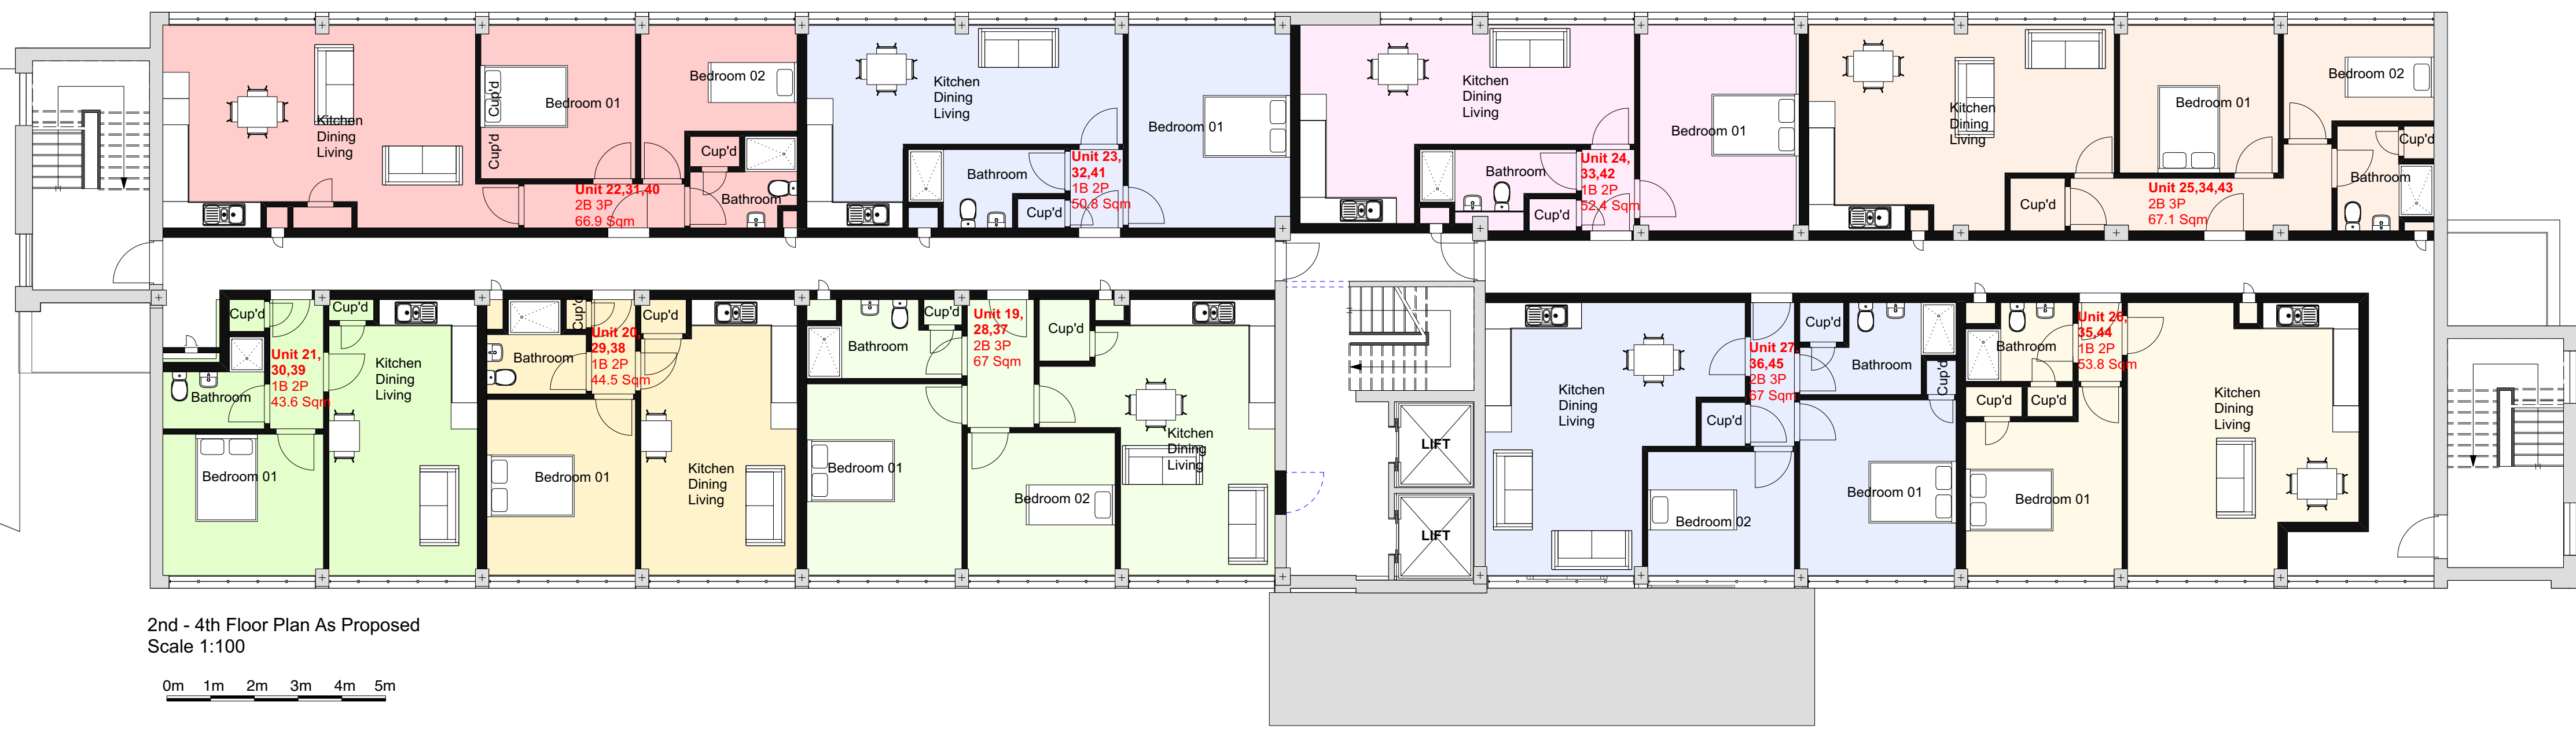 Kitchen
Dining
Living
Cup'd
Cup'd
Bedroom 01
Bedroom 02
Cup'd
Bathroom
Unit 22,31,40
2B 3P
66.9 Sqm
Kitchen
Dining
Living
Bedroom 01
Bathroom
Cup'd
Unit 23,
32,41
1B 2P
50.8 Sqm
Kitchen
Dining
Living
Bedroom 01
Bathroom
Cup'd
Unit 24,
33,42
1B 2P
52.4 Sqm
Kitchen
Dining
Living
Bedroom 01
Bedroom 02
Cup'd
Bathroom
Cup'd
Unit 25,34,43
2B 3P
67.1 Sqm
Cup'd
Cup'd
Unit 21,
30,39
1B 2P
43.6 Sqm
Bathroom
Kitchen
Dining
Living
Bedroom 01
Cup'd
Cup'd
Unit 20,
29,38
1B 2P
44.5 Sqm
Bathroom
Bedroom 01
Kitchen
Dining
Living
Cup'd
Unit 19,
28,37
2B 3P
67 Sqm
Cup'd
Bathroom
Bedroom 01
Bedroom 02
Kitchen
Dining
Living
LIFT
LIFT
Kitchen
Dining
Living
Unit 27,
36,45
2B 3P
67 Sqm
Cup'd
Cup'd
Bathroom
Cup'd
Bedroom 02
Bedroom 01
Bathroom
Unit 26,
35,44
1B 2P
53.8 Sqm
Cup'd
Cup'd
Bedroom 01
Kitchen
Dining
Living
2nd - 4th Floor Plan As Proposed
Scale 1:100
0m 1m 2m 3m 4m 5m